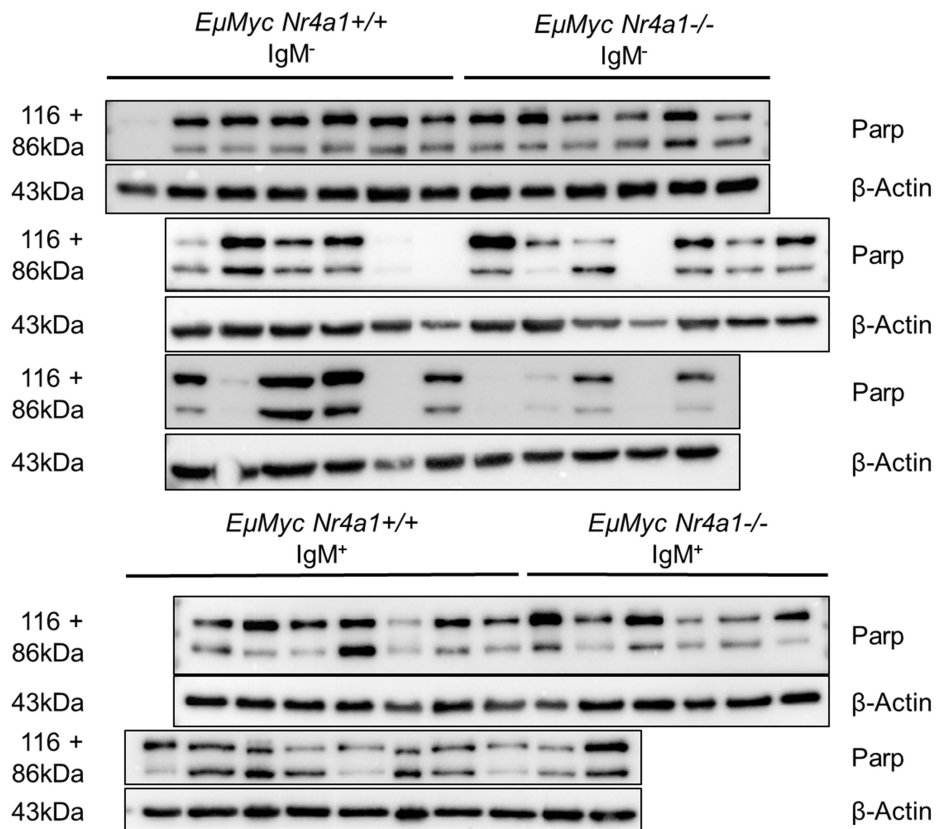 EμMyc Nr4a1+/+ EμMyc Nr4a1-/-
IgM⁻ IgM⁻
116 + Parp
86kDa
43kDa β-Actin
116 + Parp
86kDa
43kDa β-Actin
116 + Parp
86kDa
43kDa β-Actin
EμMyc Nr4a1+/+ EμMyc Nr4a1-/-
IgM⁺ IgM⁺
116 + Parp
86kDa
43kDa β-Actin
116 + Parp
86kDa
43kDa β-Actin